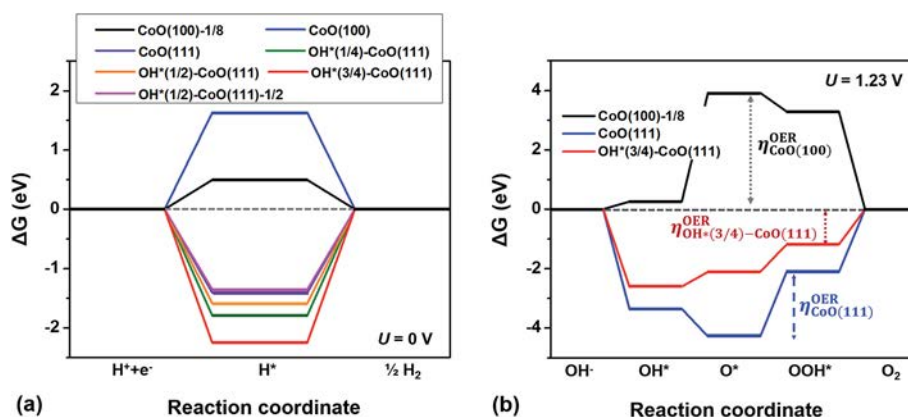 CoO(100)-1/8 CoO(100)
CoO(111) OH*(1/4)-CoO(111)
OH*(1/2)-CoO(111) OH*(3/4)-CoO(111)
OH*(1/2)-CoO(111)-1/2
2
1
0
-1
-2
ΔG (eV)
U = 0 V
H⁺+e⁻ H* ½ H₂
(a) Reaction coordinate
U = 1.23 V
CoO(100)-1/8
CoO(111)
OH*(3/4)-CoO(111)
4
2
0
-2
-4
ΔG (eV)
η^OER_CoO(100)
η^OER_OH*(3/4)−CoO(111)
η^OER_CoO(111)
OH⁻ OH* O* OOH* O₂
(b) Reaction coordinate